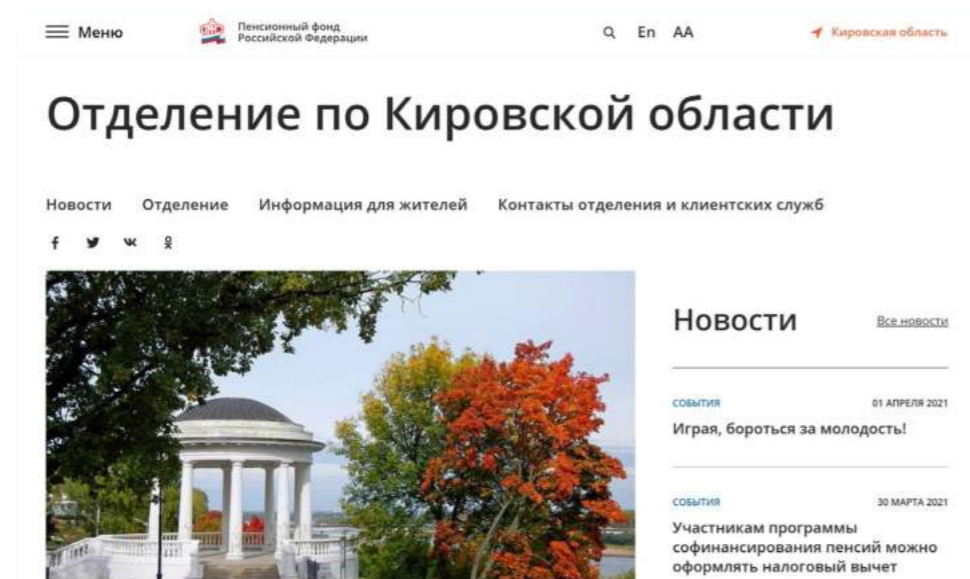 Меню
Пенсионный фонд
Российской Федерации
En AA
Кировская область
Отделение по Кировской области
Новости Отделение Информация для жителей Контакты отделения и клиентских служб
Новости
Все новости
СОБЫТИЯ 01 АПРЕЛЯ 2021
Играя, бороться за молодость!
СОБЫТИЯ 30 МАРТА 2021
Участникам программы
софинансирования пенсий можно
оформлять налоговый вычет